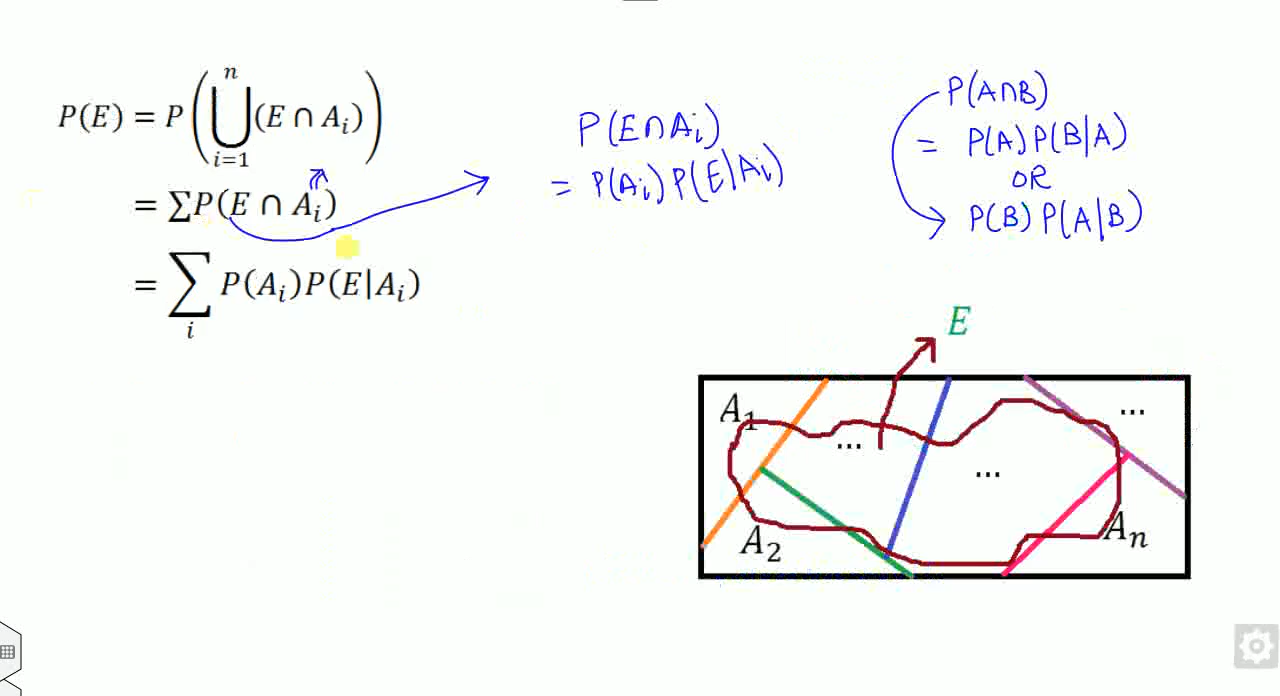 P(E) = P(⋃_{i=1}^{n}(E ∩ A_i))
= ∑P(E ∩ A_i)
= ∑_i P(A_i)P(E|A_i)
P(E∩A_i)
= P(A_i)P(E|A_i)
P(A∩B)
= P(A)P(B|A)
OR
P(B)P(A|B)
E
A_1
...
...
...
A_2
A_n